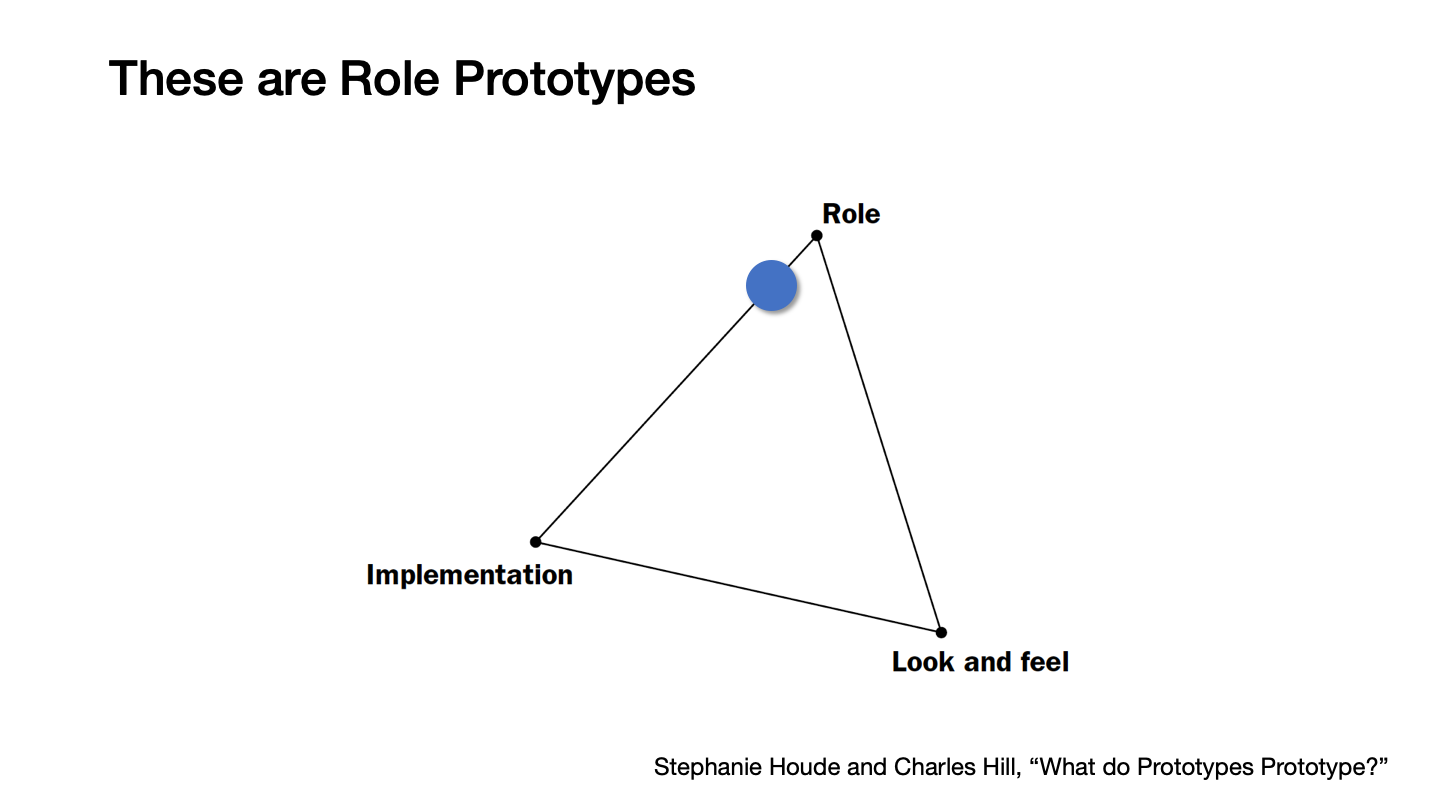 These are Role Prototypes
Role
Implementation
Look and feel
Stephanie Houde and Charles Hill, “What do Prototypes Prototype?”